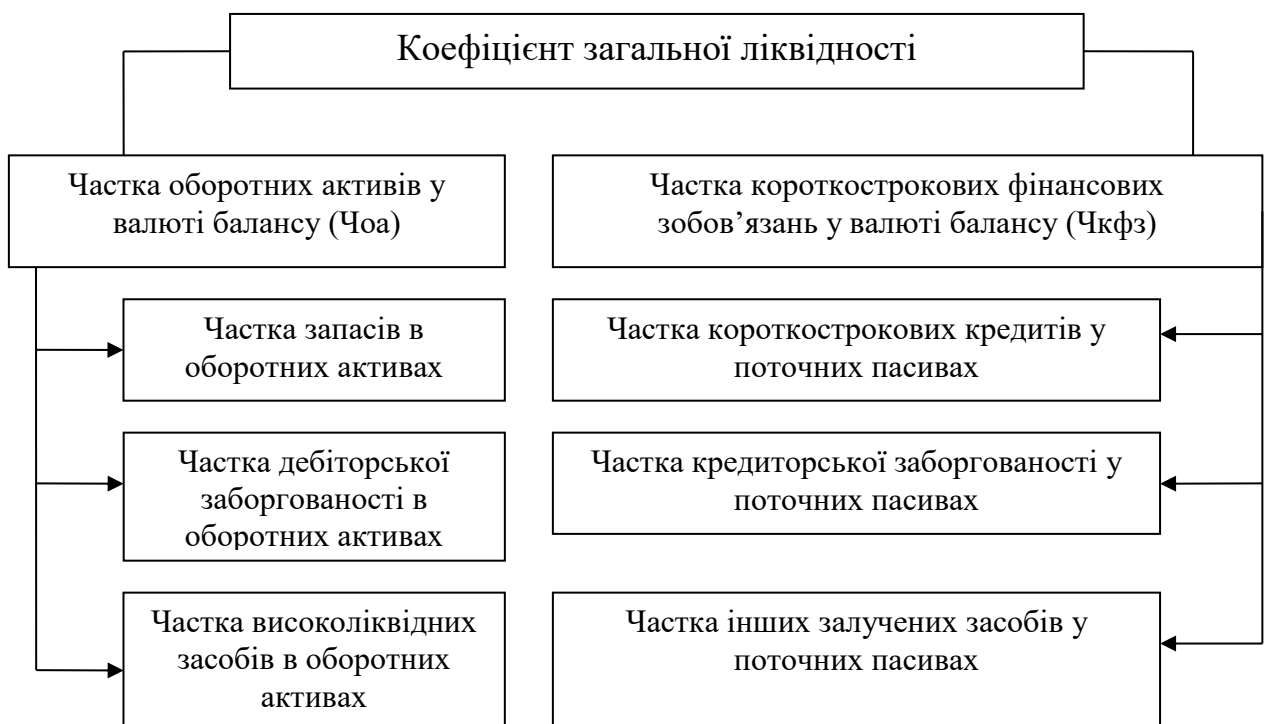 Коефіцієнт загальної ліквідності
Частка оборотних активів у
валюті балансу (Чоа)
Частка короткострокових фінансових
зобов’язань у валюті балансу (Чкфз)
Частка запасів в
оборотних активах
Частка короткострокових кредитів у
поточних пасивах
Частка дебіторської
заборгованості в
оборотних активах
Частка кредиторської заборгованості у
поточних пасивах
Частка високоліквідних
засобів в оборотних
активах
Частка інших залучених засобів у
поточних пасивах